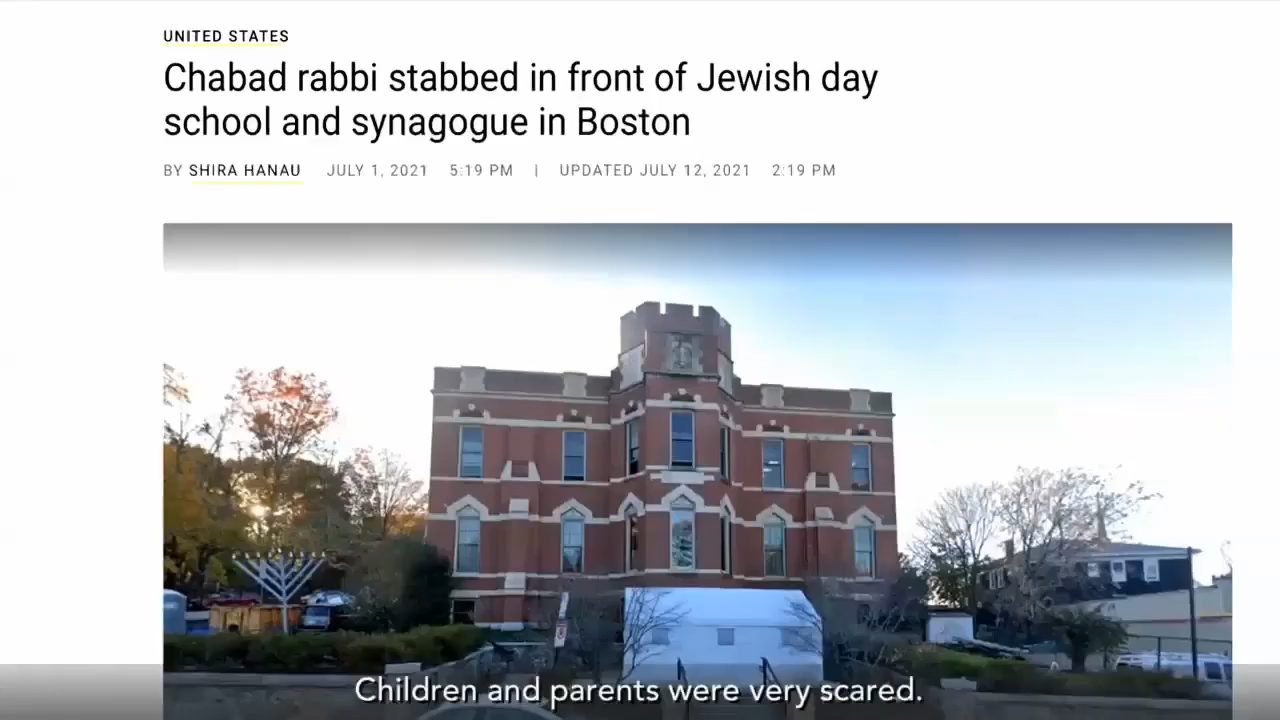 UNITED STATES
Chabad rabbi stabbed in front of Jewish day
school and synagogue in Boston
BY SHIRA HANAU JULY 1, 2021 5:19 PM | UPDATED JULY 12, 2021 2:19 PM
Children and parents were very scared.